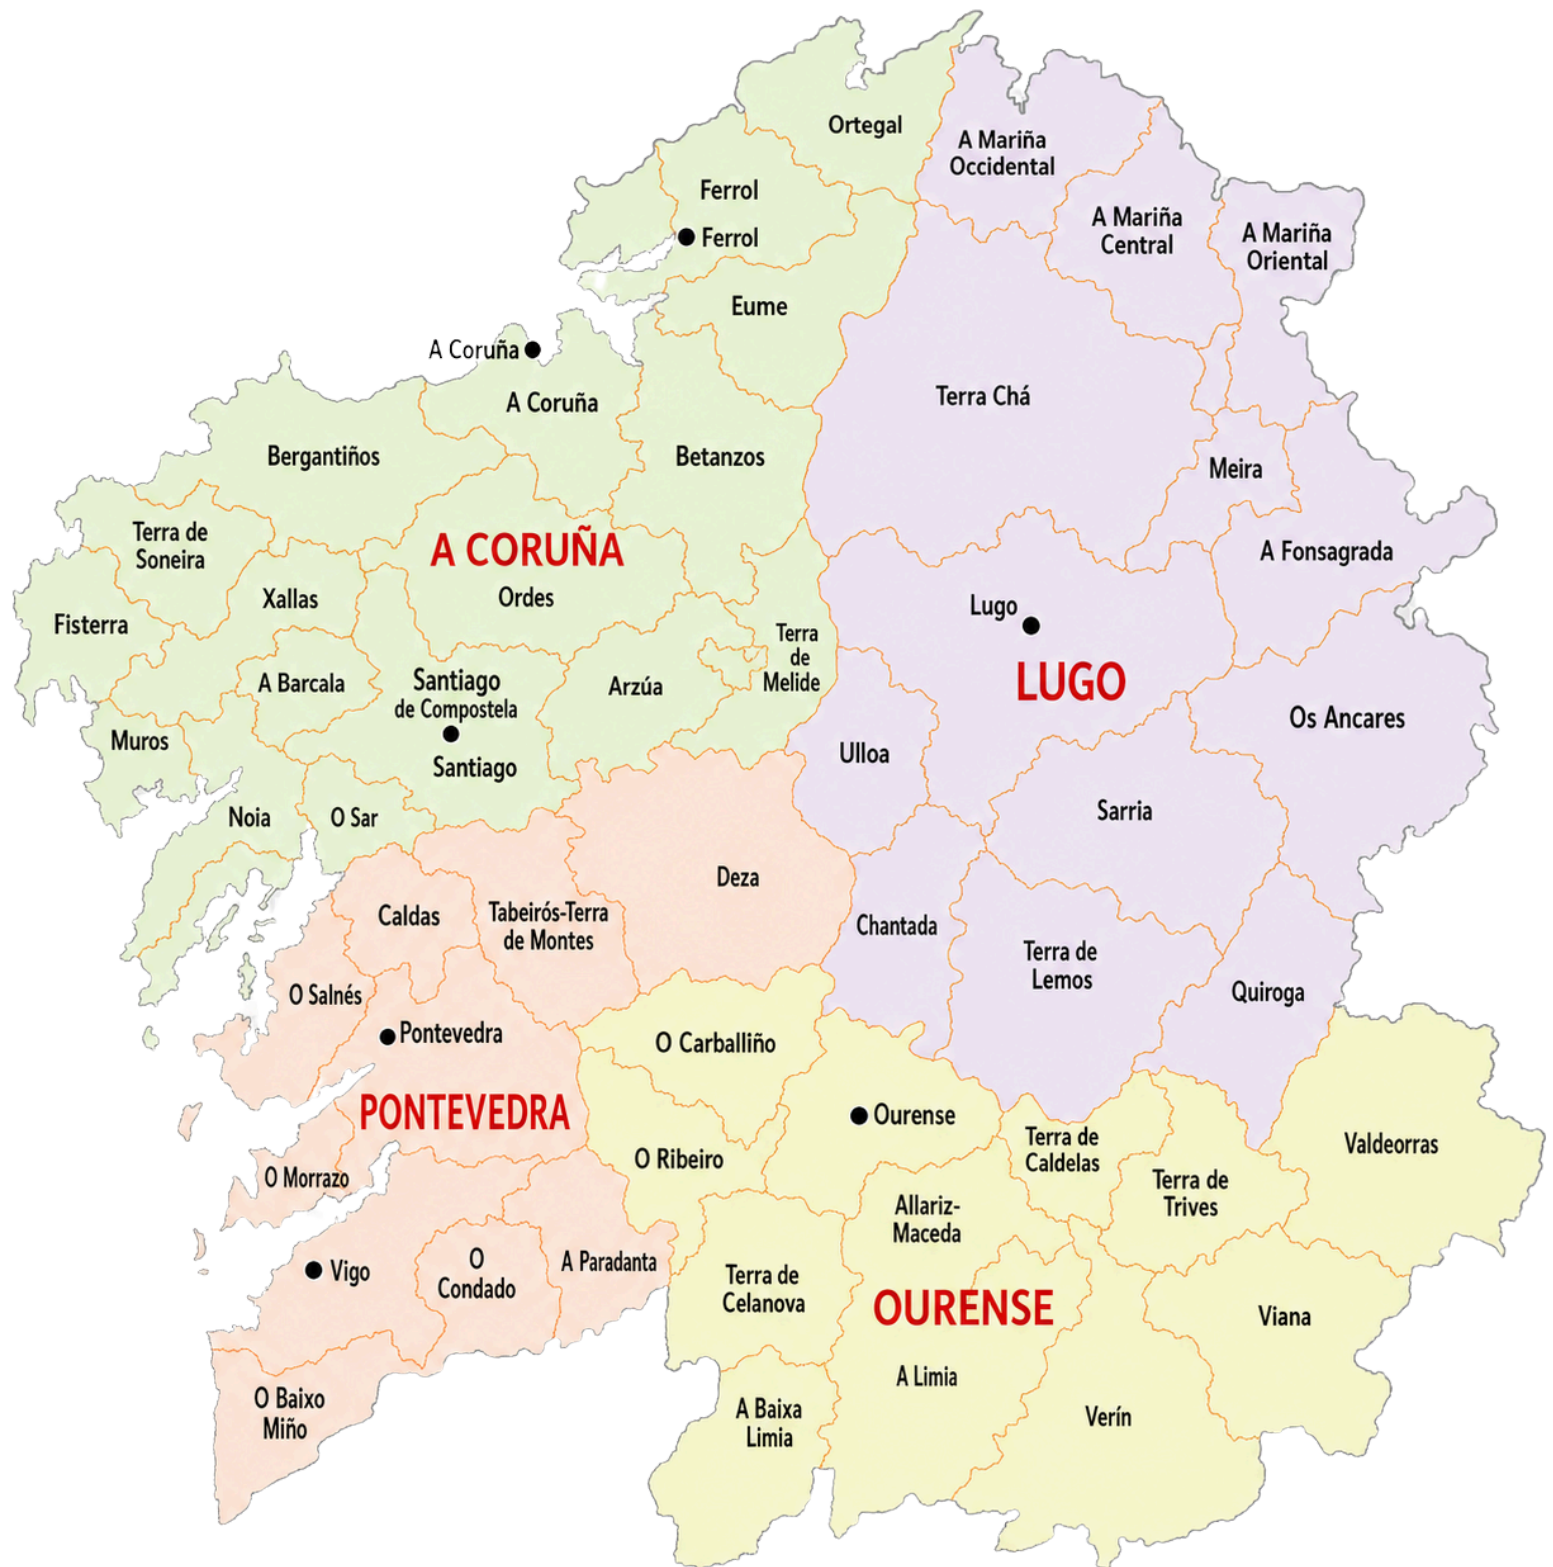 Ortegal
A Mariña
Occidental
Ferrol
Ferrol
A Mariña
Central
A Mariña
Oriental
Eume
A Coruña
A Coruña
Terra Chá
Bergantiños
Betanzos
Meira
Terra de
Soneira
A CORUÑA
A Fonsagrada
Xallas
Ordes
Lugo
Fisterra
Terra
de
Melide
A Barcala
Santiago
de Compostela
Arzúa
LUGO
Os Ancares
Muros
Santiago
Ulloa
Noia
O Sar
Sarria
Deza
Caldas
Tabeirós-Terra
de Montes
Chantada
Terra de
Lemos
O Salnés
Quiroga
Pontevedra
O Carballiño
PONTEVEDRA
Ourense
O Morrazo
O Ribeiro
Terra de
Caldelas
Valdeorras
Terra de
Trives
Allariz-
Maceda
Vigo
O
Condado
A Paradanta
Terra de
Celanova
OURENSE
Viana
O Baixo
Miño
A Limia
A Baixa
Limia
Verín